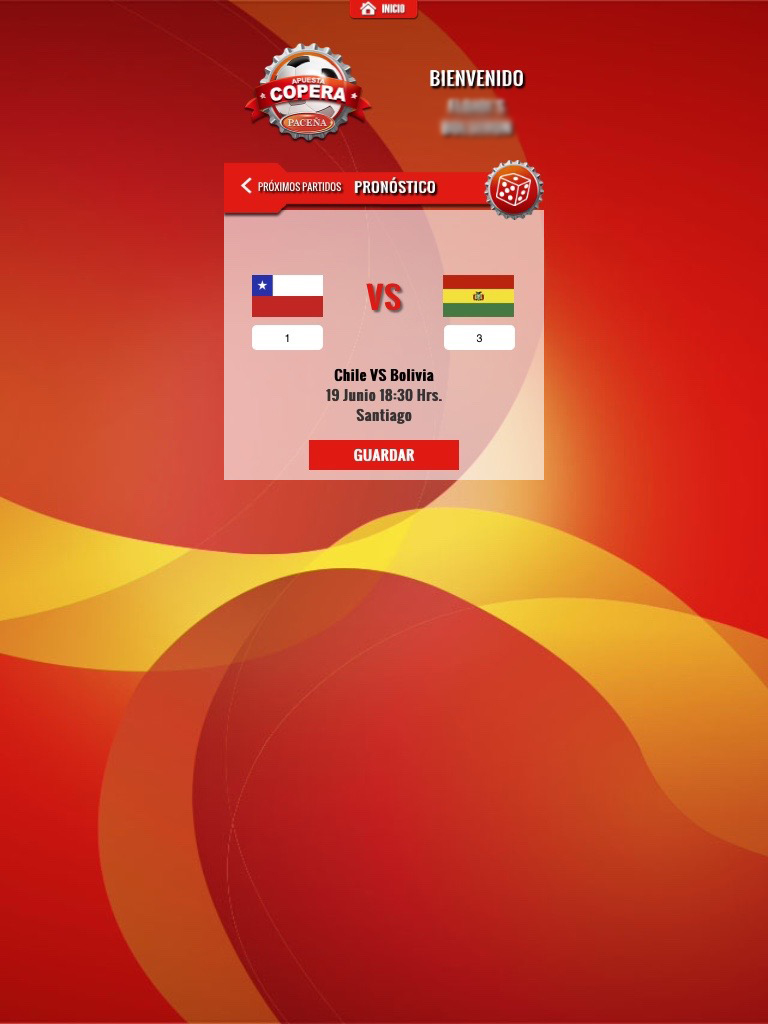 INICIO
APUESTA
COPERA
PACEÑA
BIENVENIDO
PRÓXIMOS PARTIDOS PRONÓSTICO
VS
1 3
Chile VS Bolivia
19 Junio 18:30 Hrs.
Santiago
GUARDAR